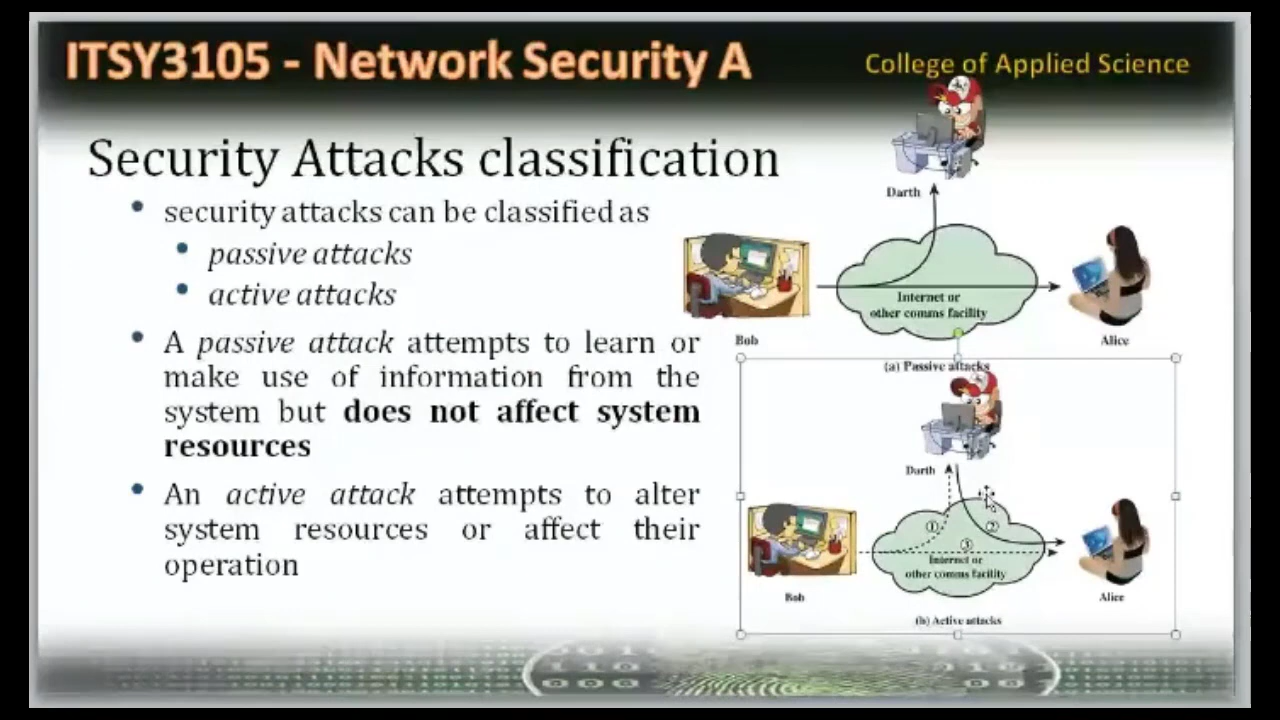 ITSY3105 - Network Security A
College of Applied Science
Security Attacks classification
• security attacks can be classified as
• passive attacks
• active attacks
• A passive attack attempts to learn or
make use of information from the
system but does not affect system
resources
• An active attack attempts to alter
system resources or affect their
operation
Darth
Internet or
other comms facility
Bob
Alice
(a) Passive attacks
Darth
① ②
③
Internet or
other comms facility
Bob
Alice
(b) Active attacks